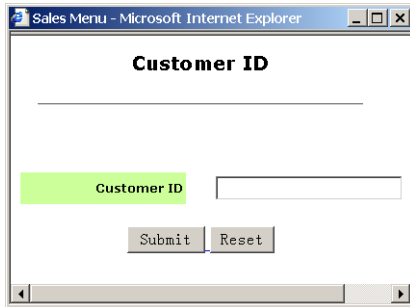 Sales Menu - Microsoft Internet Explorer
Customer ID
Customer ID
Submit Reset